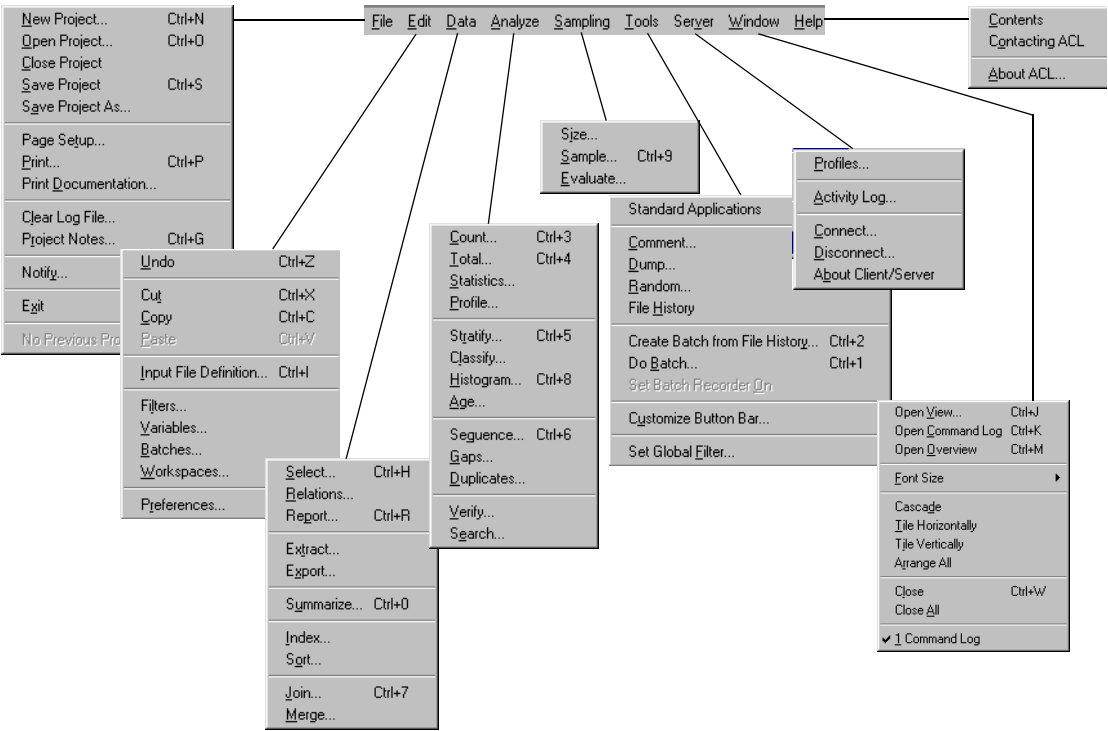 File Edit Data Analyze Sampling Tools Server Window Help
New Project... Ctrl+N
Open Project... Ctrl+O
Close Project
Save Project Ctrl+S
Save Project As...
Page Setup...
Print... Ctrl+P
Print Documentation...
Clear Log File...
Project Notes... Ctrl+G
Notify...
Exit
No Previous Pro
Undo Ctrl+Z
Cut Ctrl+X
Copy Ctrl+C
Paste Ctrl+V
Input File Definition... Ctrl+I
Filters...
Variables...
Batches...
Workspaces...
Preferences...
Select... Ctrl+H
Relations...
Report... Ctrl+R
Extract...
Export...
Summarize... Ctrl+0
Index...
Sort...
Join... Ctrl+7
Merge...
Count... Ctrl+3
Total... Ctrl+4
Statistics...
Profile...
Stratify... Ctrl+5
Classify...
Histogram... Ctrl+8
Age...
Sequence... Ctrl+6
Gaps...
Duplicates...
Verify...
Search...
Size...
Sample... Ctrl+9
Evaluate...
Standard Applications
Comment...
Dump...
Random...
File History
Create Batch from File History... Ctrl+2
Do Batch... Ctrl+1
Set Batch Recorder On
Customize Button Bar...
Set Global Filter...
Profiles...
Activity Log...
Connect...
Disconnect...
About Client/Server
Open View... Ctrl+J
Open Command Log Ctrl+K
Open Overview Ctrl+M
Font Size
Cascade
Tile Horizontally
Tile Vertically
Arrange All
Close Ctrl+W
Close All
1 Command Log
Contents
Contacting ACL
About ACL...